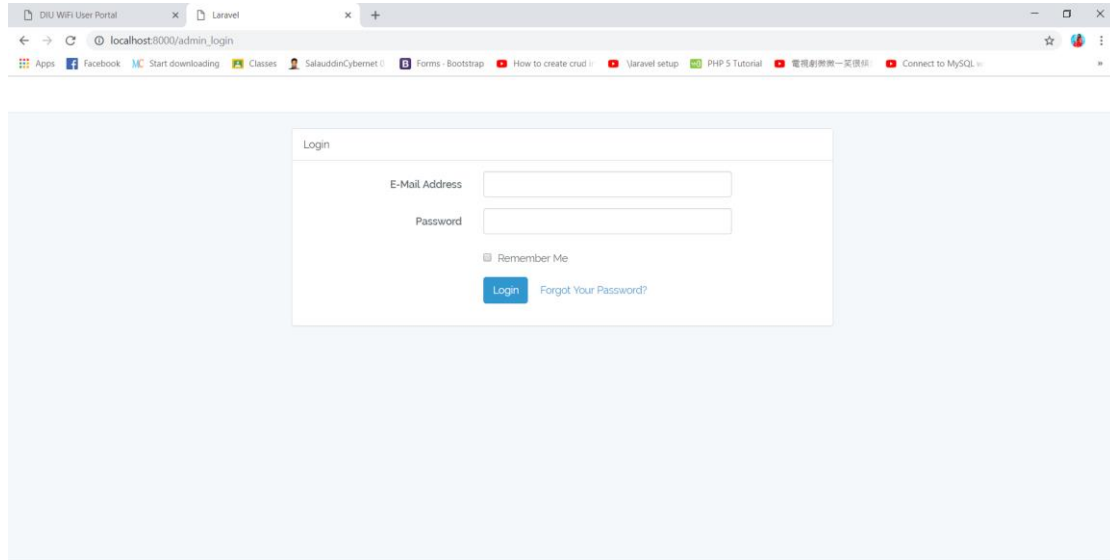 DIU WiFi User Portal
Laravel
localhost:8000/admin_login
Apps Facebook MC Start downloading Classes SalauddinCybernet B Forms - Bootstrap How to create crud \laravel setup PHP 5 Tutorial Connect to MySQL
Login
E-Mail Address
Password
Remember Me
Login Forgot Your Password?